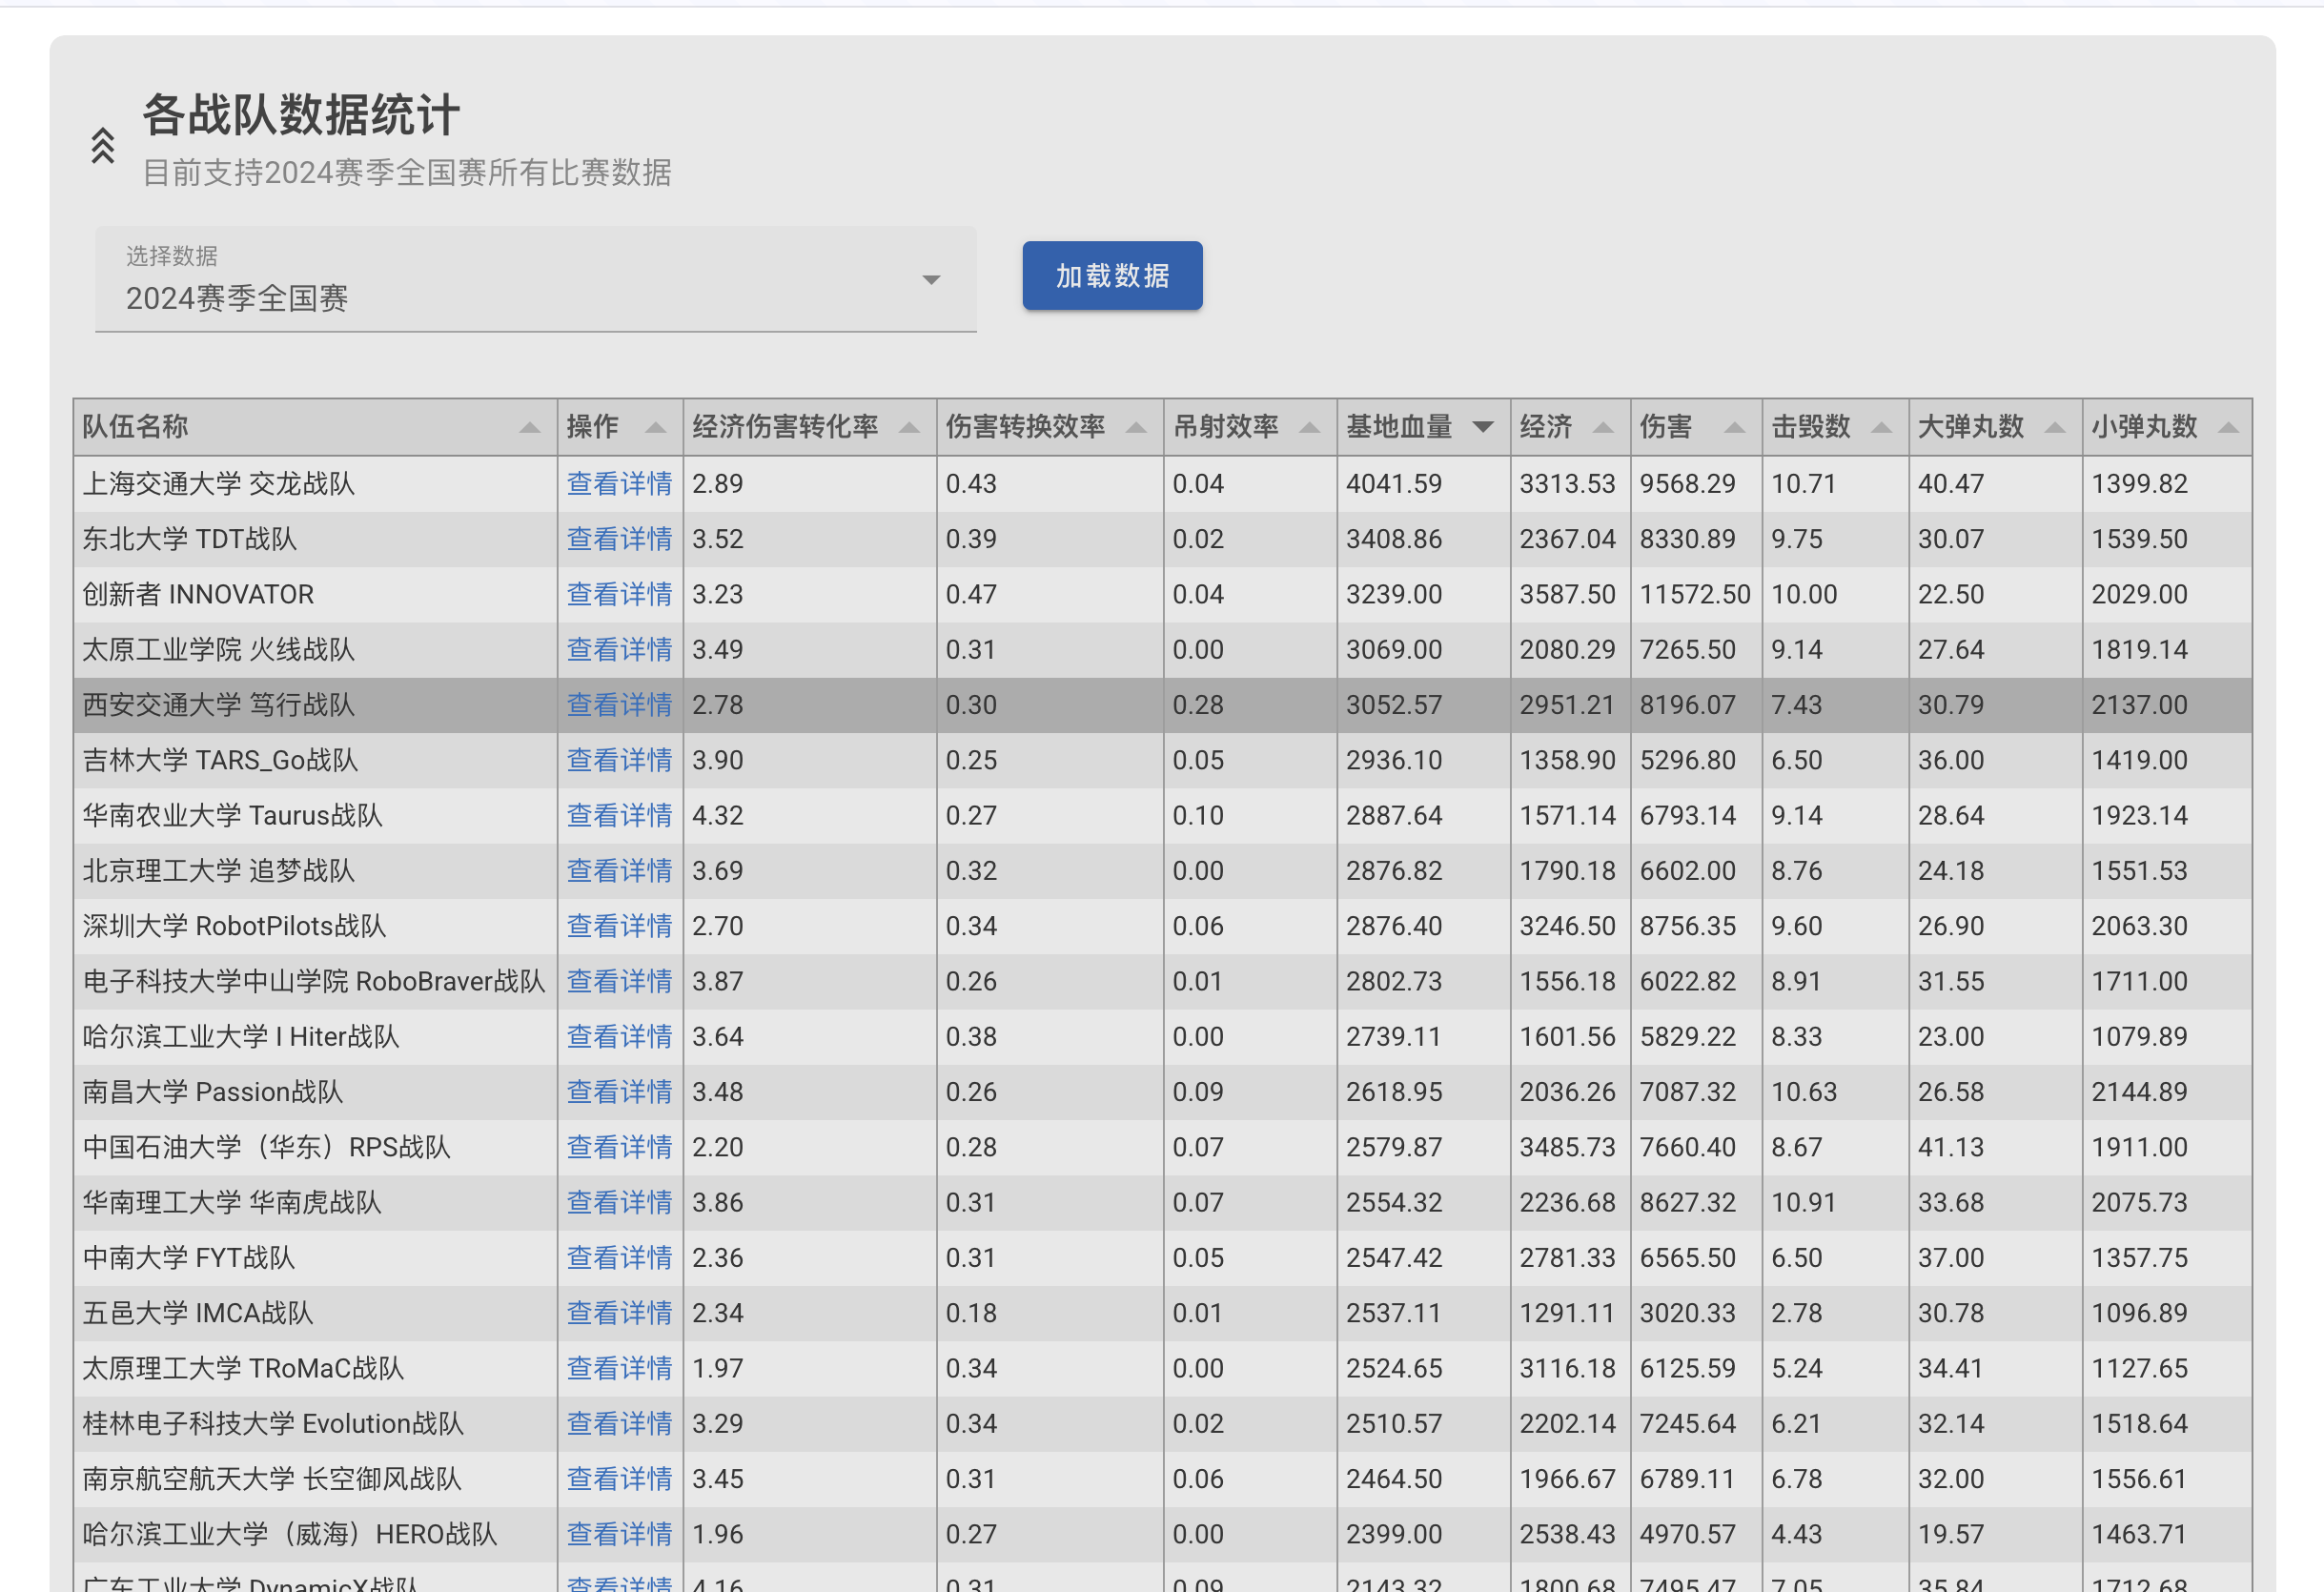 各战队数据统计
目前支持2024赛季全国赛所有比赛数据
选择数据
2024赛季全国赛
加载数据
队伍名称 操作 经济伤害转化率 伤害转换效率 吊射效率 基地血量 经济 伤害 击毁数 大弹丸数 小弹丸数
上海交通大学 交龙战队 查看详情 2.89 0.43 0.04 4041.59 3313.53 9568.29 10.71 40.47 1399.82
东北大学 TDT战队 查看详情 3.52 0.39 0.02 3408.86 2367.04 8330.89 9.75 30.07 1539.50
创新者 INNOVATOR 查看详情 3.23 0.47 0.04 3239.00 3587.50 11572.50 10.00 22.50 2029.00
太原工业学院 火线战队 查看详情 3.49 0.31 0.00 3069.00 2080.29 7265.50 9.14 27.64 1819.14
西安交通大学 笃行战队 查看详情 2.78 0.30 0.28 3052.57 2951.21 8196.07 7.43 30.79 2137.00
吉林大学 TARS_Go战队 查看详情 3.90 0.25 0.05 2936.10 1358.90 5296.80 6.50 36.00 1419.00
华南农业大学 Taurus战队 查看详情 4.32 0.27 0.10 2887.64 1571.14 6793.14 9.14 28.64 1923.14
北京理工大学 追梦战队 查看详情 3.69 0.32 0.00 2876.82 1790.18 6602.00 8.76 24.18 1551.53
深圳大学 RobotPilots战队 查看详情 2.70 0.34 0.06 2876.40 3246.50 8756.35 9.60 26.90 2063.30
电子科技大学中山学院 RoboBraver战队 查看详情 3.87 0.26 0.01 2802.73 1556.18 6022.82 8.91 31.55 1711.00
哈尔滨工业大学 I Hiter战队 查看详情 3.64 0.38 0.00 2739.11 1601.56 5829.22 8.33 23.00 1079.89
南昌大学 Passion战队 查看详情 3.48 0.26 0.09 2618.95 2036.26 7087.32 10.63 26.58 2144.89
中国石油大学（华东）RPS战队 查看详情 2.20 0.28 0.07 2579.87 3485.73 7660.40 8.67 41.13 1911.00
华南理工大学 华南虎战队 查看详情 3.86 0.31 0.07 2554.32 2236.68 8627.32 10.91 33.68 2075.73
中南大学 FYT战队 查看详情 2.36 0.31 0.05 2547.42 2781.33 6565.50 6.50 37.00 1357.75
五邑大学 IMCA战队 查看详情 2.34 0.18 0.01 2537.11 1291.11 3020.33 2.78 30.78 1096.89
太原理工大学 TRoMaC战队 查看详情 1.97 0.34 0.00 2524.65 3116.18 6125.59 5.24 34.41 1127.65
桂林电子科技大学 Evolution战队 查看详情 3.29 0.34 0.02 2510.57 2202.14 7245.64 6.21 32.14 1518.64
南京航空航天大学 长空御风战队 查看详情 3.45 0.31 0.06 2464.50 1966.67 6789.11 6.78 32.00 1556.61
哈尔滨工业大学（威海）HERO战队 查看详情 1.96 0.27 0.00 2399.00 2538.43 4970.57 4.43 19.57 1463.71
广东工业大学 DynamicX战队 查看详情 4.16 0.31 0.09 2143.32 1800.68 7495.47 7.05 35.84 1712.68